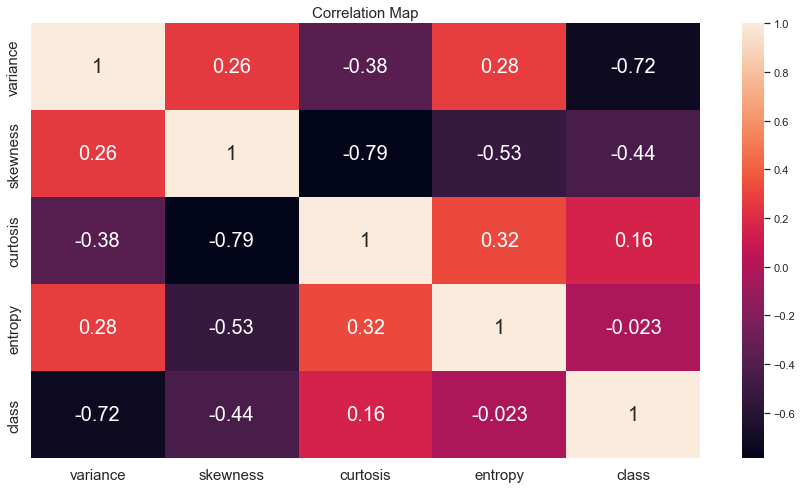 Correlation Map
variance 1 0.26 -0.38 0.28 -0.72
skewness 0.26 1 -0.79 -0.53 -0.44
curtosis -0.38 -0.79 1 0.32 0.16
entropy 0.28 -0.53 0.32 1 -0.023
class -0.72 -0.44 0.16 -0.023 1
variance skewness curtosis entropy class
1.0
0.8
0.6
0.4
0.2
0.0
-0.2
-0.4
-0.6